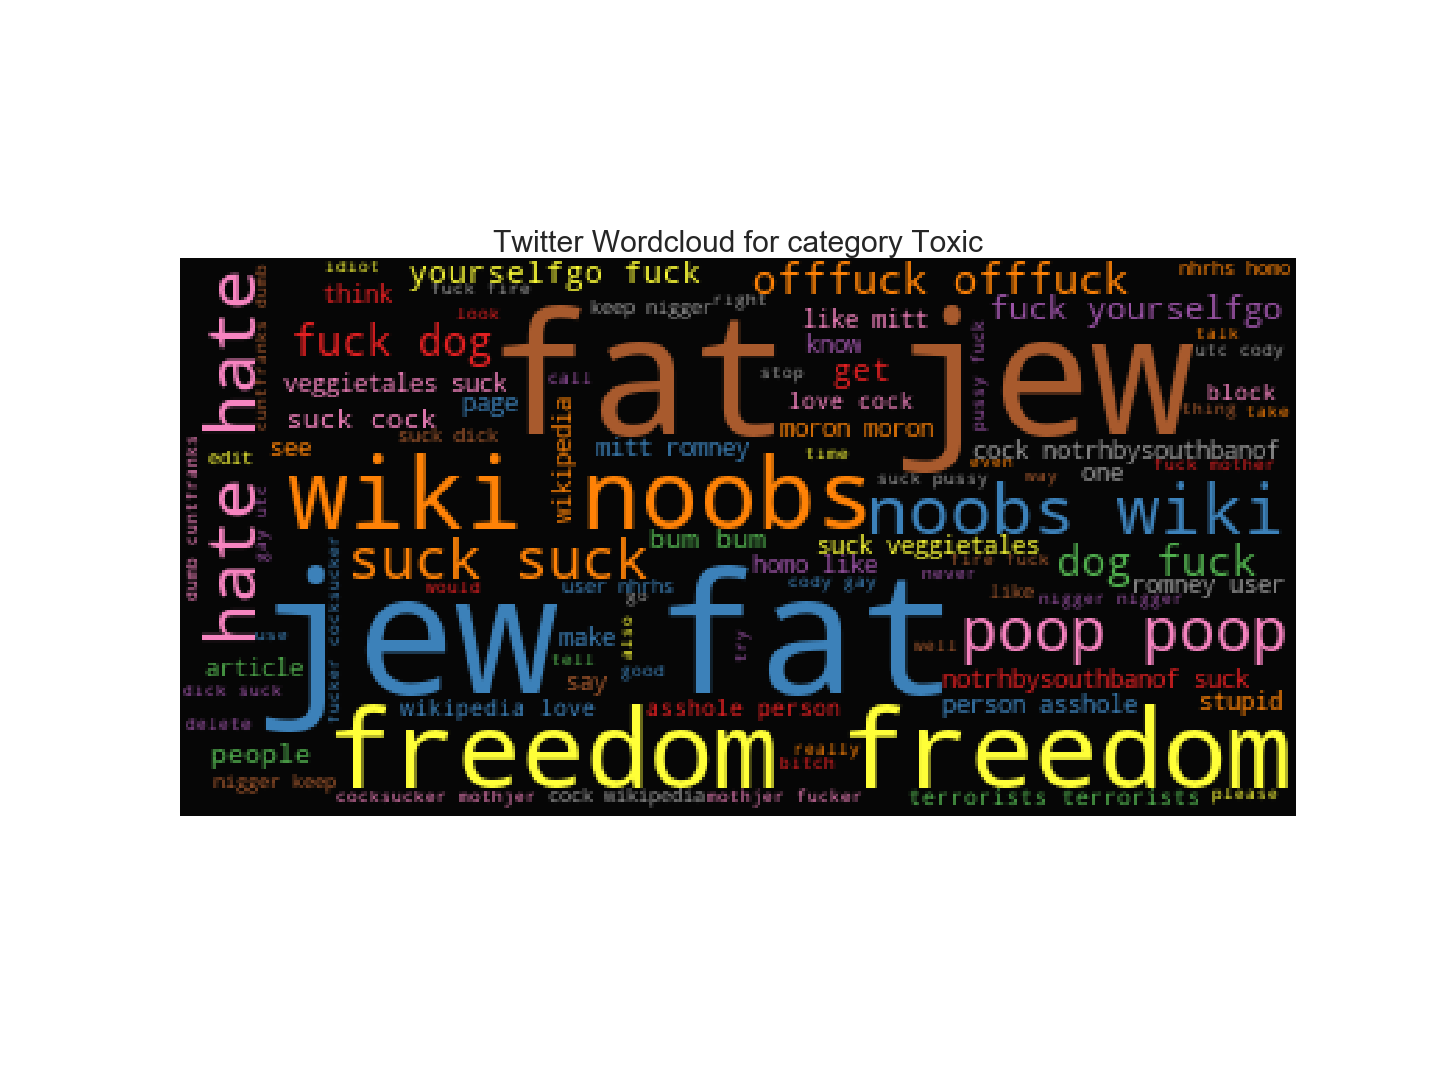 Twitter Wordcloud for category Toxic
idiot
yourselfgo fuck
offfuck offfuck
nhrhs homo
think
fuck fire
keep nigger
right
fuck yourselfgo
look
like mitt
fuck dog
fat jew
know
talk
utc cody
veggietales suck
call
stop
get
block
suck cock
page
love cock
thing
take
suck dick
moron moron
see
mitt romney
time
cock notrhbysouthbanof
edit
even
fuck mother
wiki noobs
suck pussy
way
one
noobs wiki
wikipedia
pussy fuck
hate hate
cuntfranks dumb
dumb cuntfranks
gay utc
fucker cocksucker
suck suck
bum bum
suck veggietales
homo like
fire fuck
dog fuck
never
would
user nhrhs
cody gay
romney user
go
like
nigger nigger
jew fat
use
make
also
try
well
poop poop
article
tell
good
say
notrhbysouthbanof suck
dick suck
wikipedia love
asshole person
person asshole
stupid
delete
people
freedom freedom
really
bitch
nigger keep
cocksucker mothjer
cock wikipedia
mothjer fucker
terrorists terrorists
please